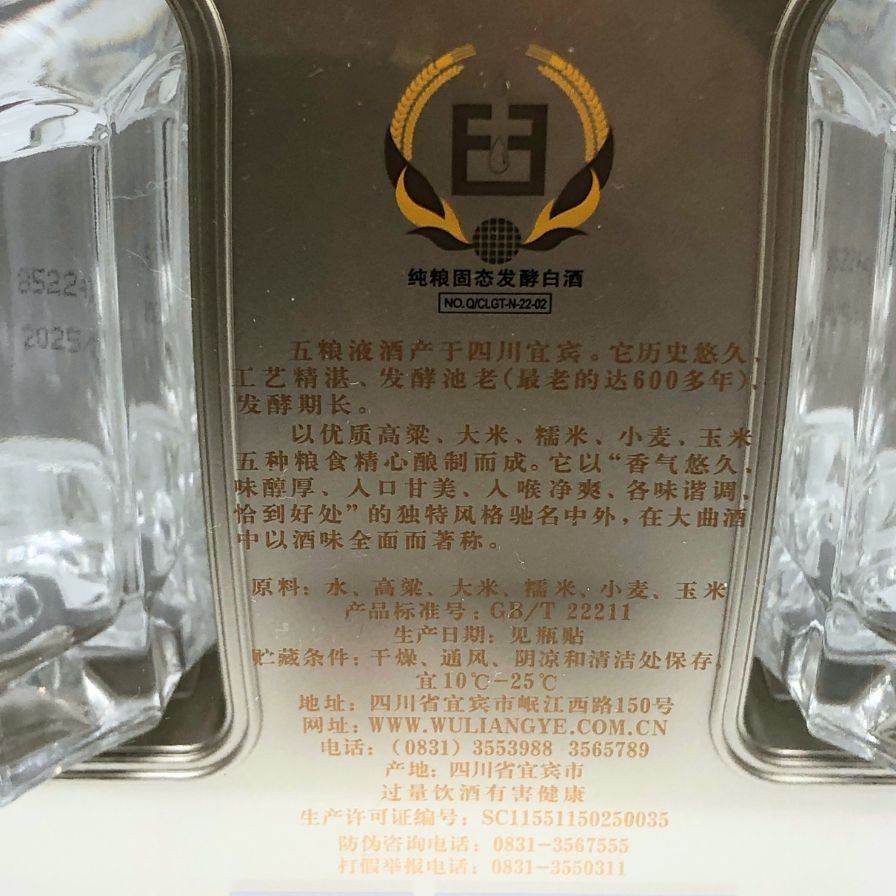 纯粮固态发酵白酒
NO.Q/CLGT-N-22-02
五粮液酒产于四川宜宾。它历史悠久、
工艺精湛、发酵池老(最老的达600多年)、
发酵期长。
以优质高粱、大米、糯米、小麦、玉米
五种粮食精心酿制而成。它以“香气悠久、
味醇厚、入口甘美、入喉净爽、各味谐调、
恰到好处”的独特风格驰名中外，在大曲酒
中以酒味全面而著称。
原料：水、高粱、大米、糯米、小麦、玉米
产品标准号：GB/T 22211
生产日期：见瓶贴
贮藏条件：干燥、通风、阴凉和清洁处保存，
宜10℃-25℃
地址：四川省宜宾市岷江西路150号
网址：WWW.WULIANGYE.COM.CN
电话：（0831）3553988 3565789
产地：四川省宜宾市
过量饮酒有害健康
生产许可证编号：SC11551150250035
防伪咨询电话：0831-3567555
打假举报电话：0831-3550311
85224
2025/